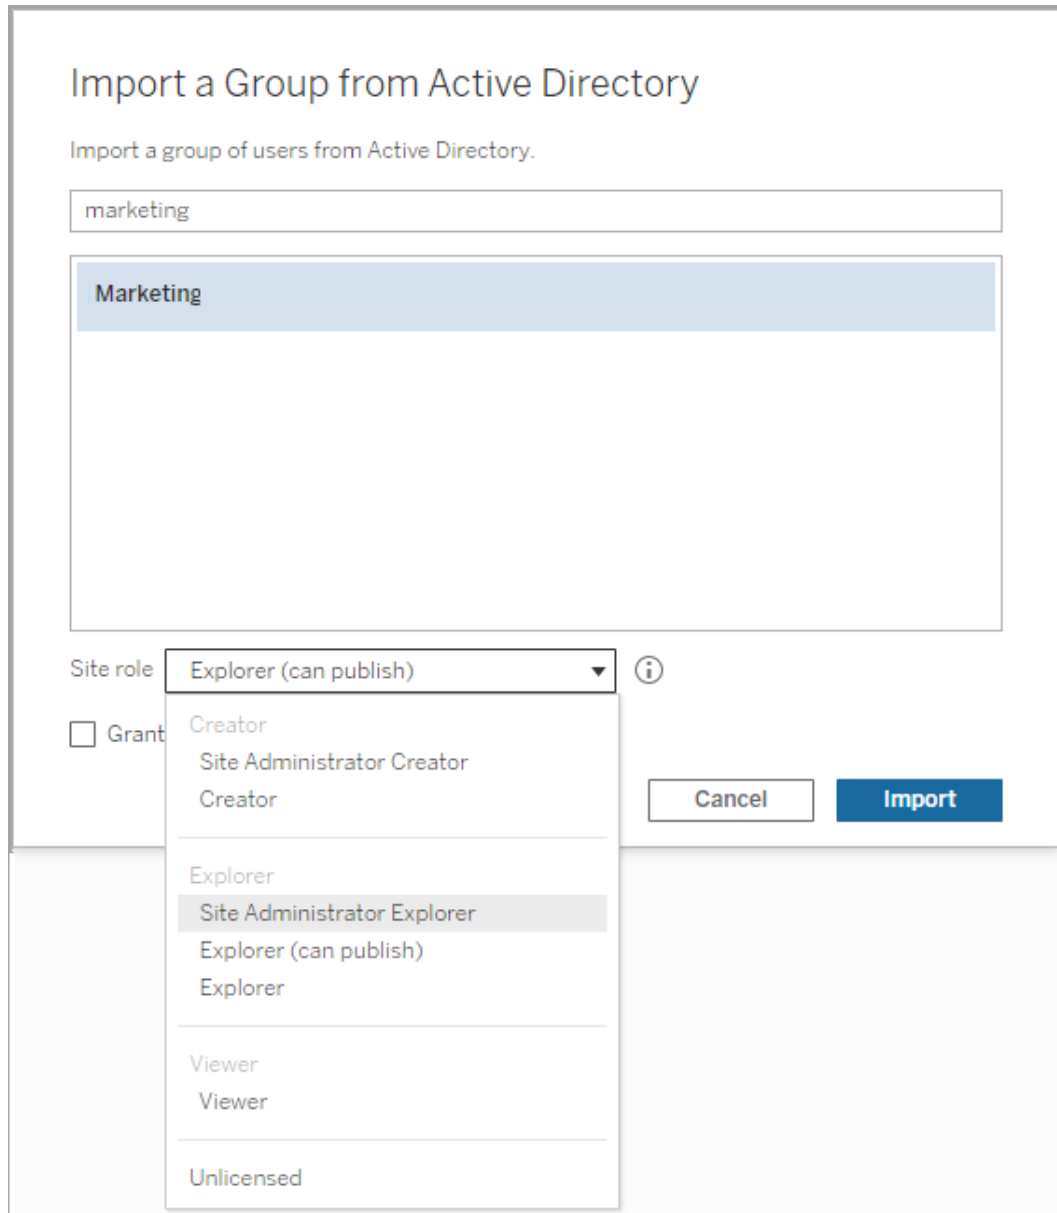 Import a Group from Active Directory
Import a group of users from Active Directory.
marketing
Marketing
Site role
Explorer (can publish)
Grant
Creator
Site Administrator Creator
Creator
Cancel
Import
Explorer
Site Administrator Explorer
Explorer (can publish)
Explorer
Viewer
Viewer
Unlicensed